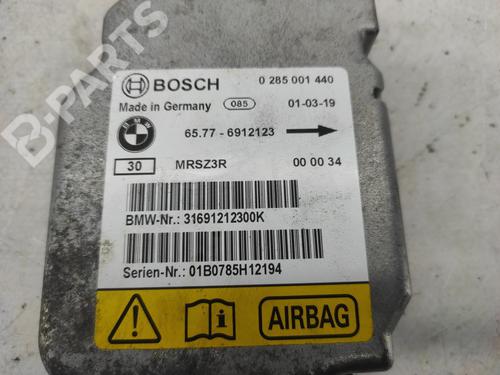 B-PARTS
BOSCH 0 285 001 440
Made in Germany 085 01-03-19
BMW
65.77 - 6912123
30 MRSZ3R 00 00 34
BMW-Nr.: 31691212300K
Serien-Nr.: 01B0785H12194
AIRBAG